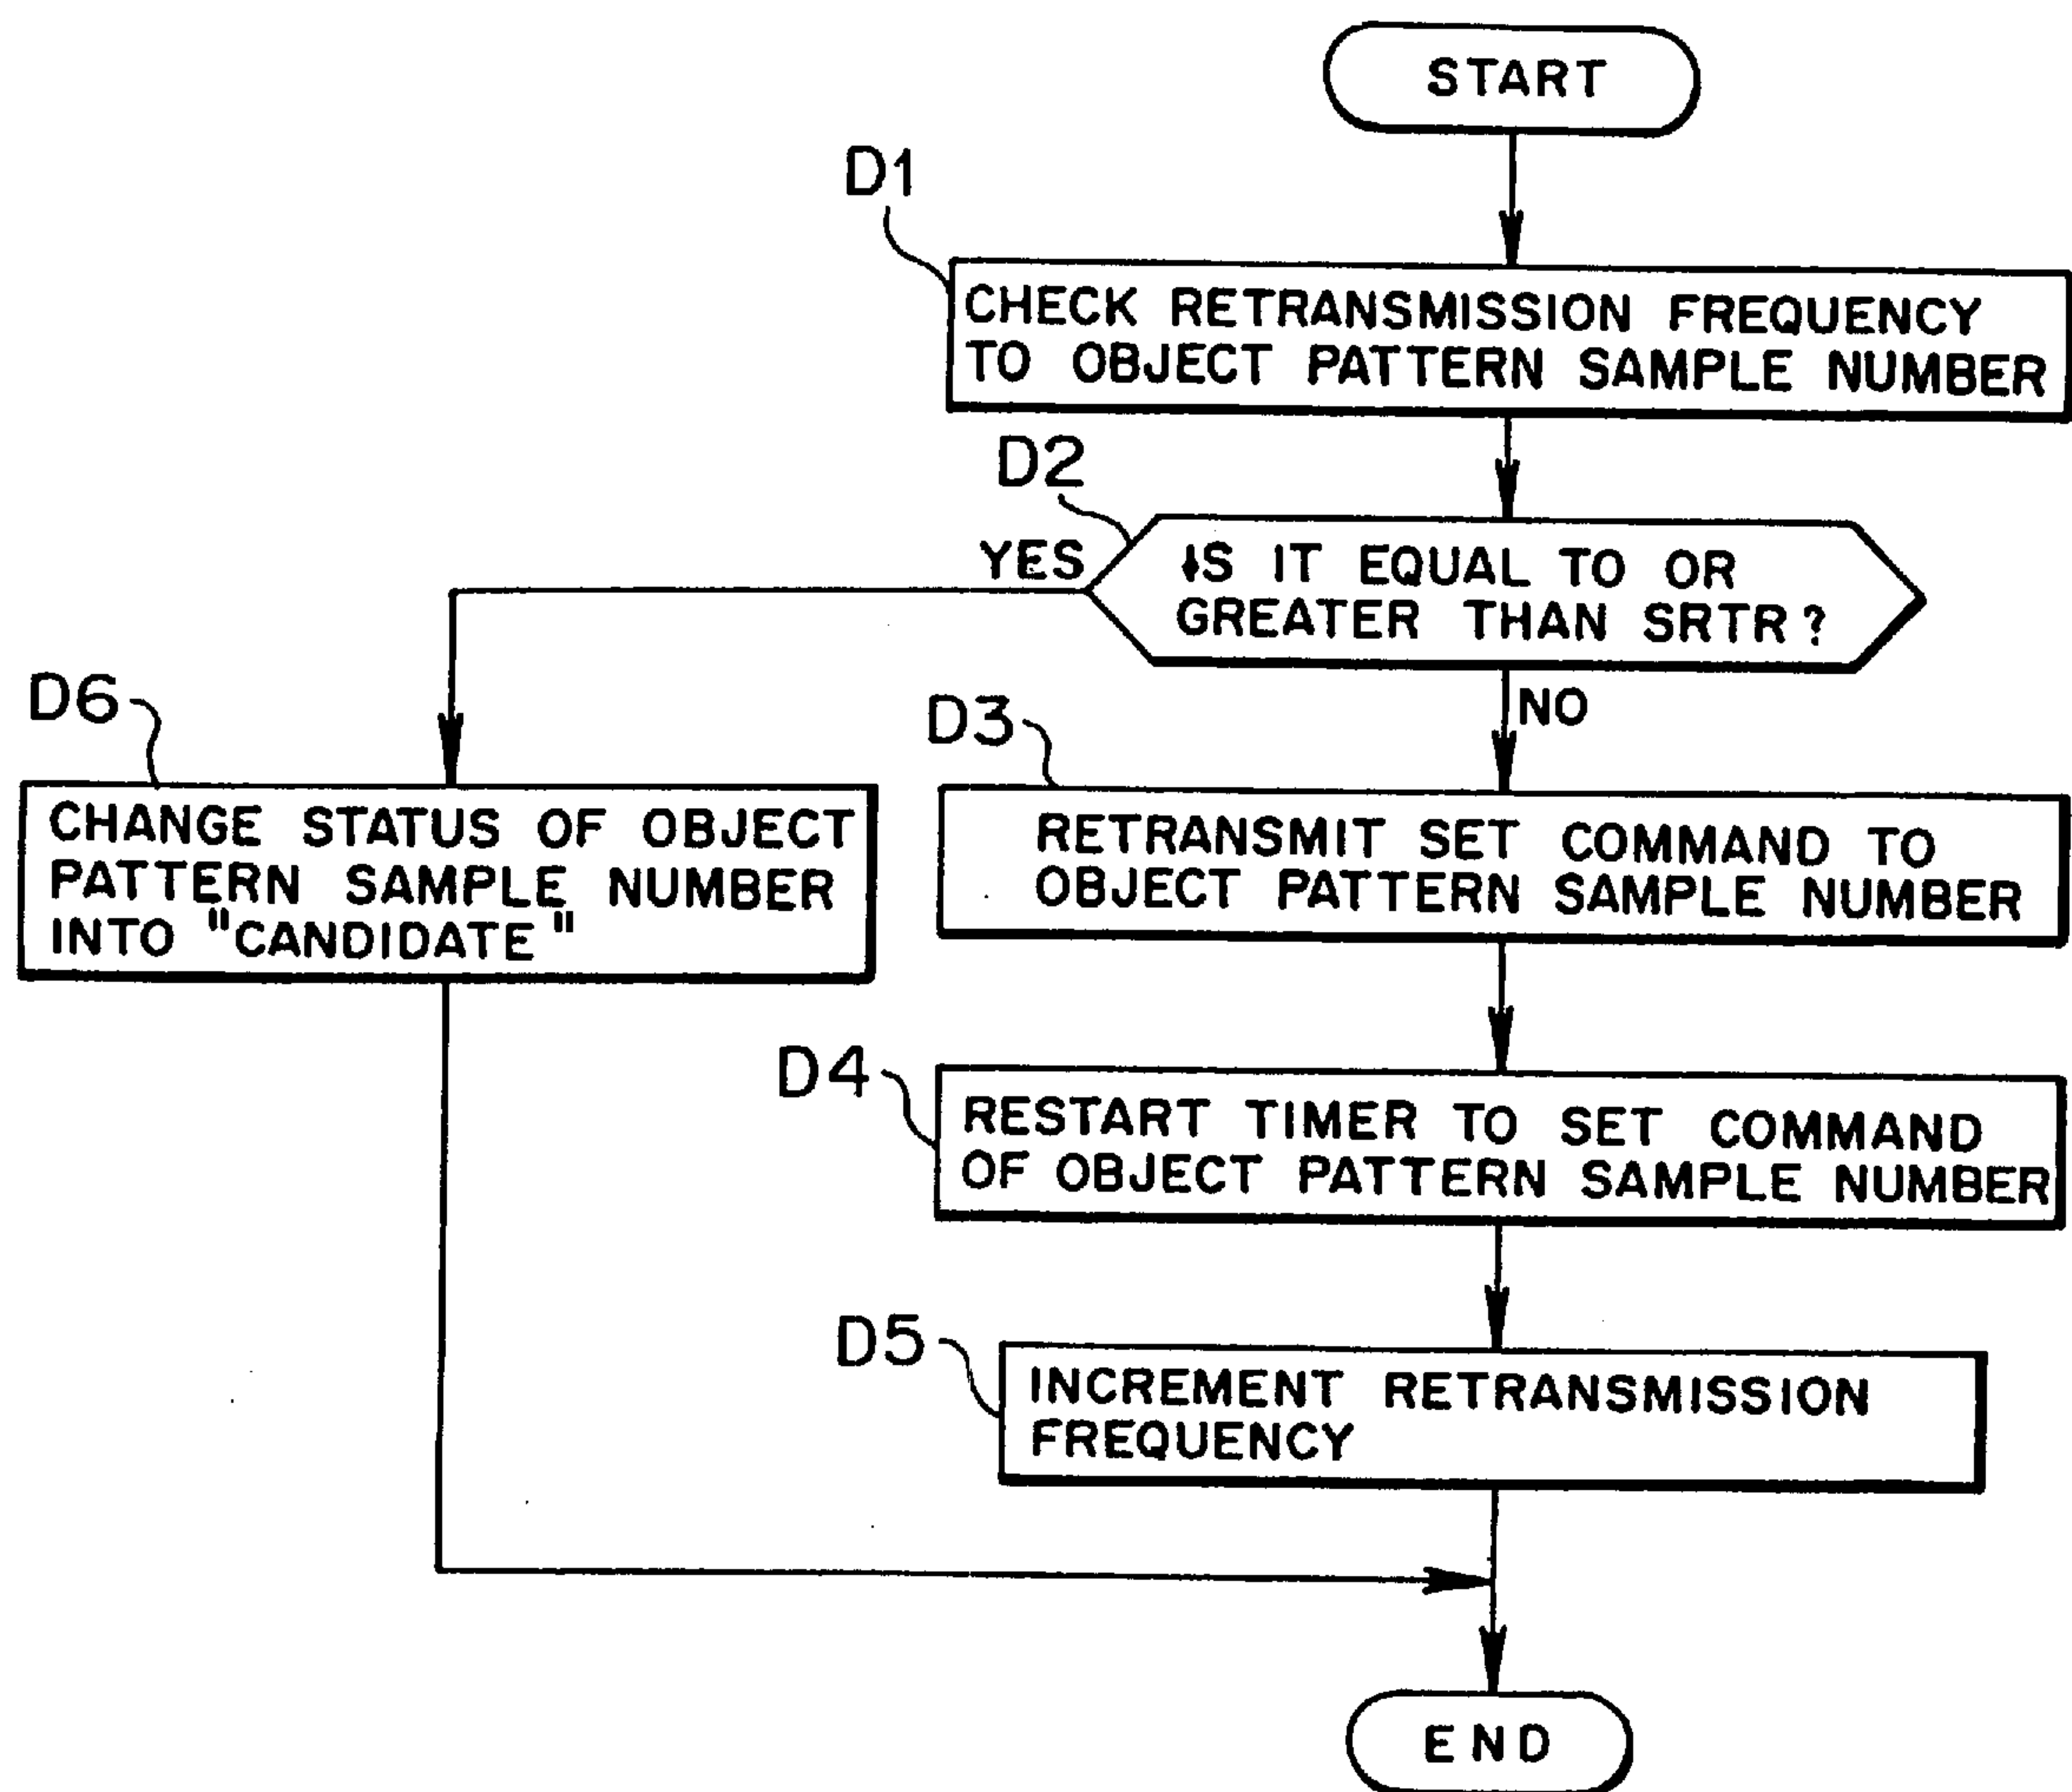 START
D1
CHECK RETRANSMISSION FREQUENCY
TO OBJECT PATTERN SAMPLE NUMBER
D2
YES
IS IT EQUAL TO OR
GREATER THAN SRTR?
NO
D6
CHANGE STATUS OF OBJECT
PATTERN SAMPLE NUMBER
INTO "CANDIDATE"
D3
RETRANSMIT SET COMMAND TO
OBJECT PATTERN SAMPLE NUMBER
D4
RESTART TIMER TO SET COMMAND
OF OBJECT PATTERN SAMPLE NUMBER
D5
INCREMENT RETRANSMISSION
FREQUENCY
END